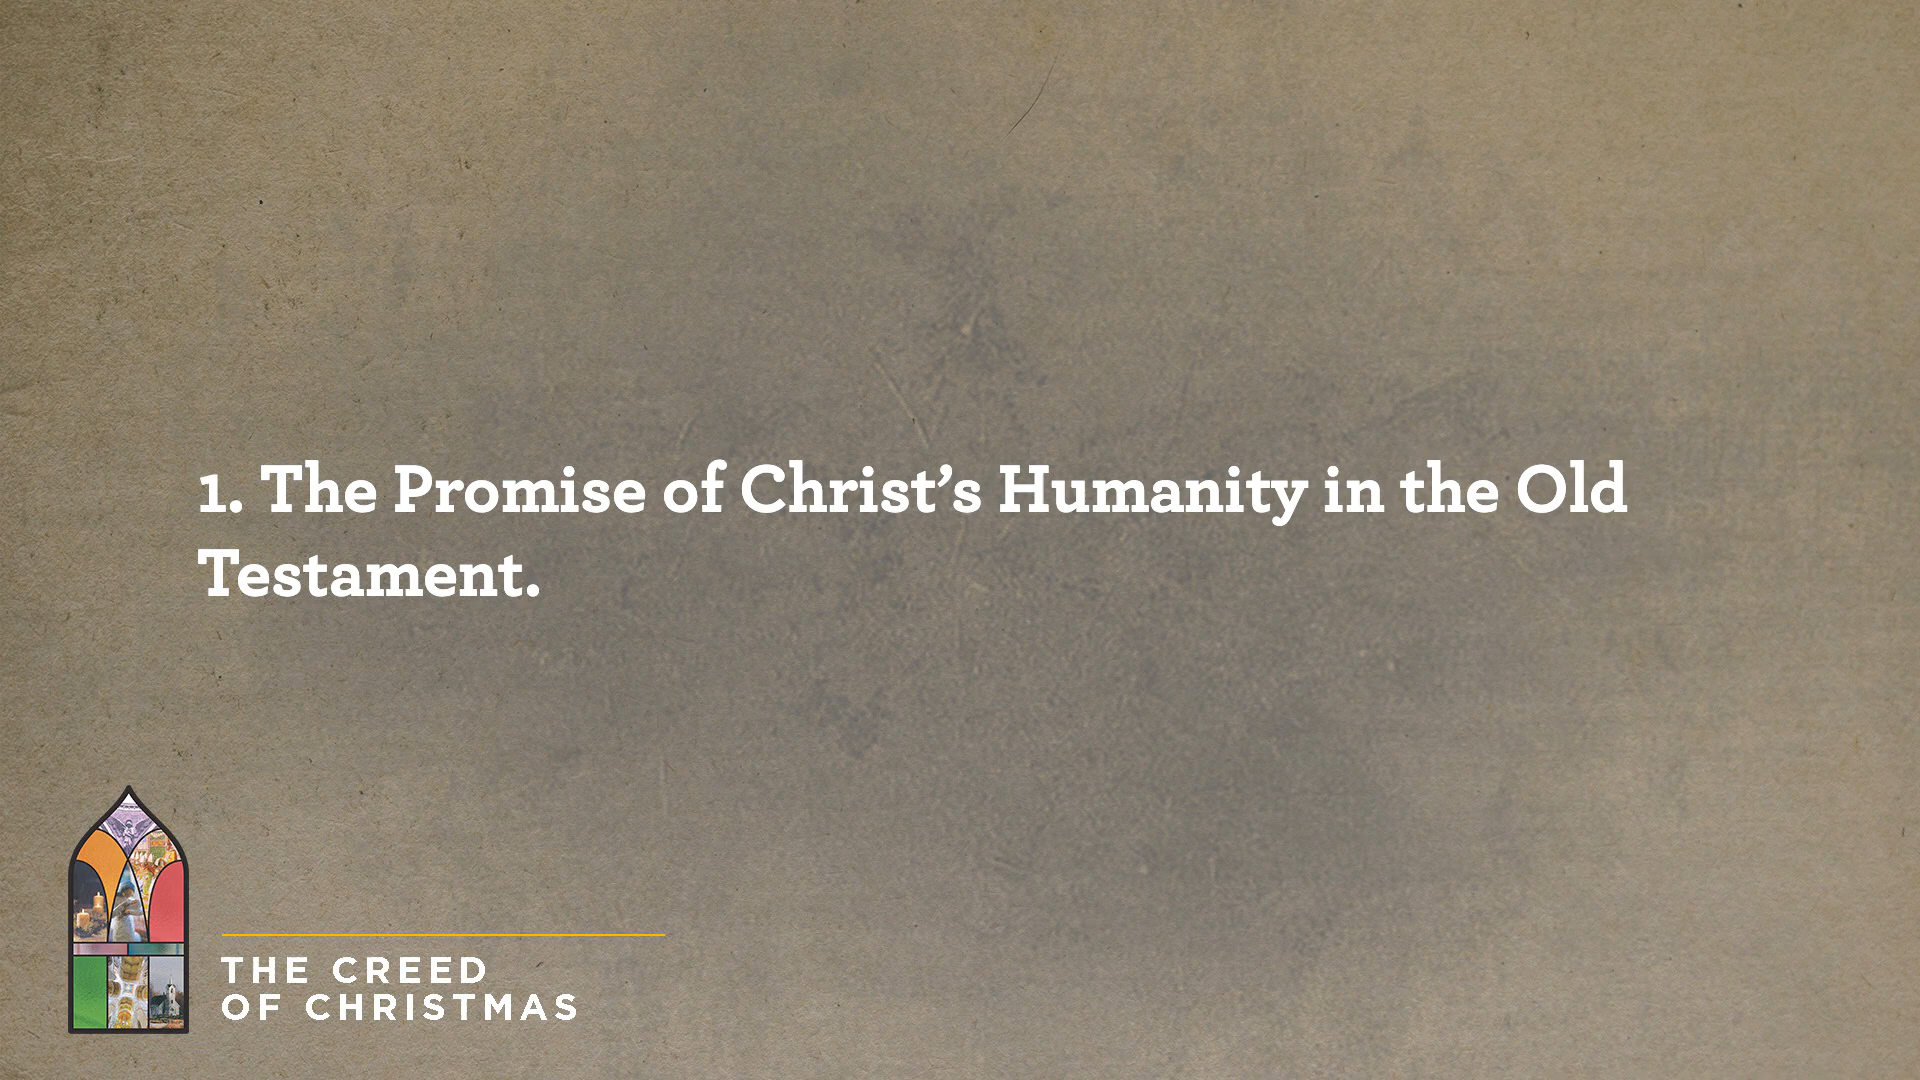 1. The Promise of Christ’s Humanity in the Old
Testament.
THE CREED
OF CHRISTMAS